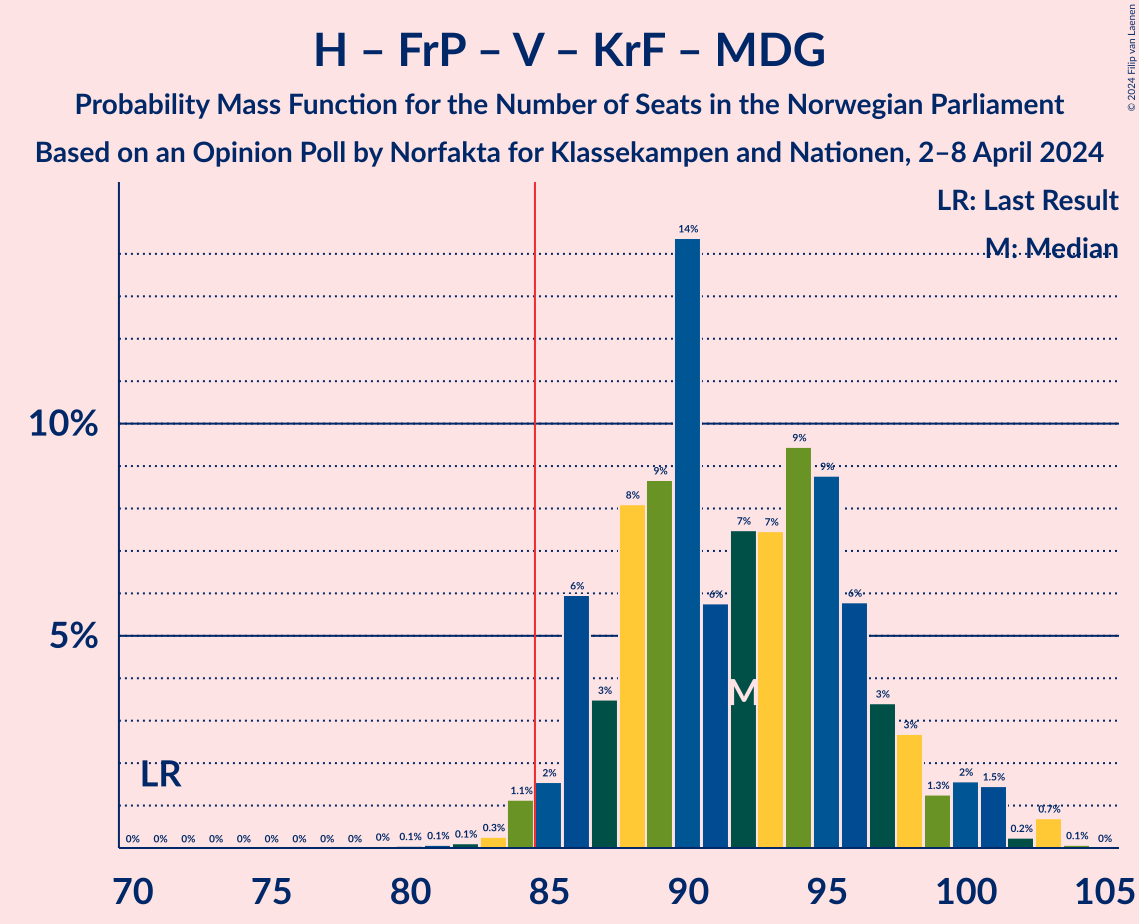 H – FrP – V – KrF – MDG
Probability Mass Function for the Number of Seats in the Norwegian Parliament
Based on an Opinion Poll by Norfakta for Klassekampen and Nationen, 2–8 April 2024
© 2024 Filip van Laenen
LR: Last Result
M: Median
14%
10%
9%
9%
9%
8%
7%
7%
6%
6%
6%
5%
M
3%
3%
3%
LR
2%
1.1%
1.3%
2%
1.5%
0% 0% 0% 0% 0% 0% 0% 0% 0% 0% 0.1% 0.1% 0.1% 0.3% 0.2% 0.7% 0.1% 0%
70 75 80 85 90 95 100 105